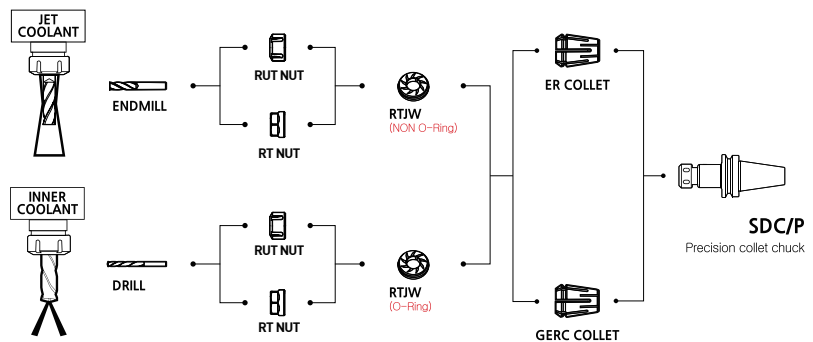 JET
COOLANT
ENDMILL
RUT NUT
RT NUT
RTJW
(NON O-Ring)
ER COLLET
SDC/P
Precision collet chuck
INNER
COOLANT
DRILL
RUT NUT
RT NUT
RTJW
(O-Ring)
GERC COLLET